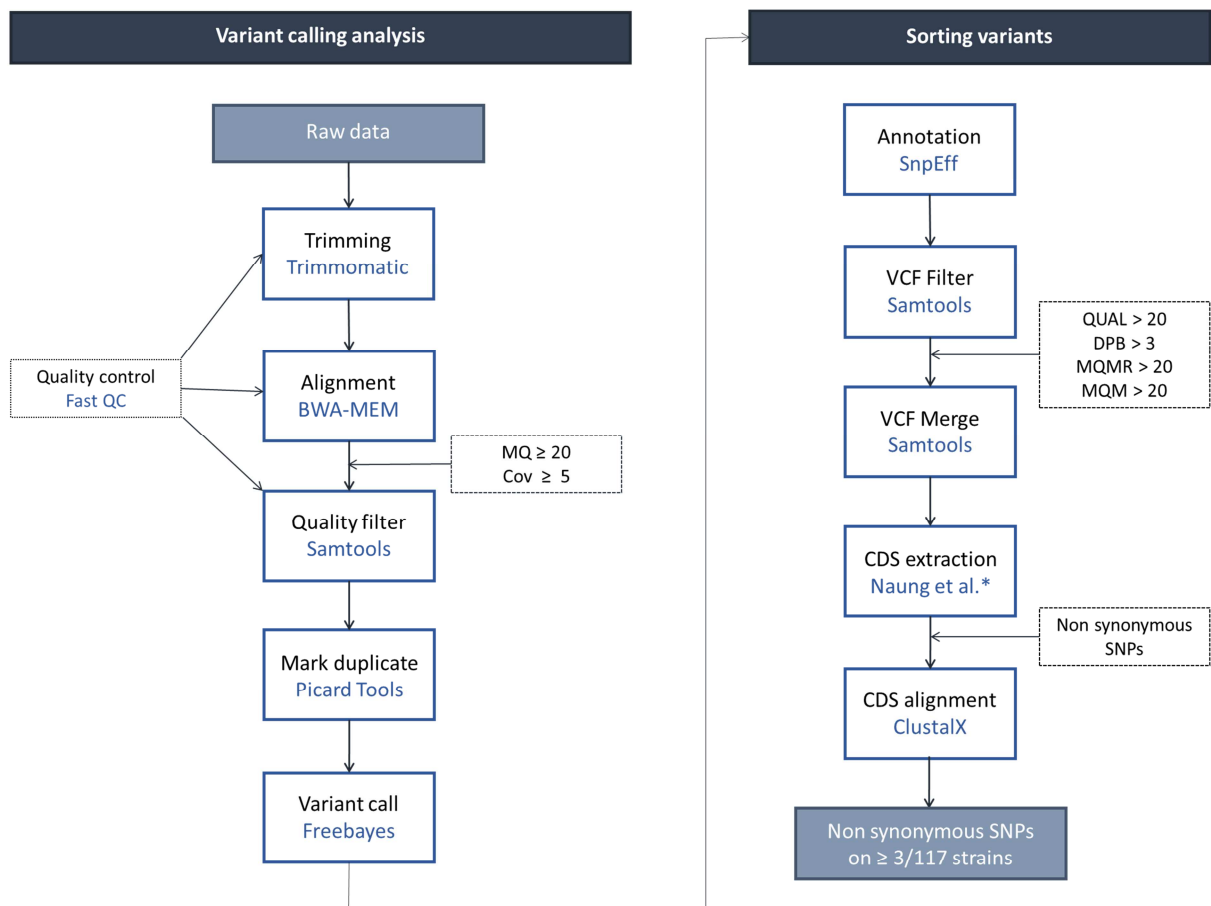 Variant calling analysis
Raw data
Trimming
Trimmomatic
Quality control
Fast QC
Alignment
BWA-MEM
MQ ≥ 20
Cov ≥ 5
Quality filter
Samtools
Mark duplicate
Picard Tools
Variant call
Freebayes
Sorting variants
Annotation
SnpEff
VCF Filter
Samtools
QUAL > 20
DPB > 3
MQMR > 20
MQM > 20
VCF Merge
Samtools
CDS extraction
Naung et al.*
Non synonymous
SNPs
CDS alignment
ClustalX
Non synonymous SNPs
on ≥ 3/117 strains